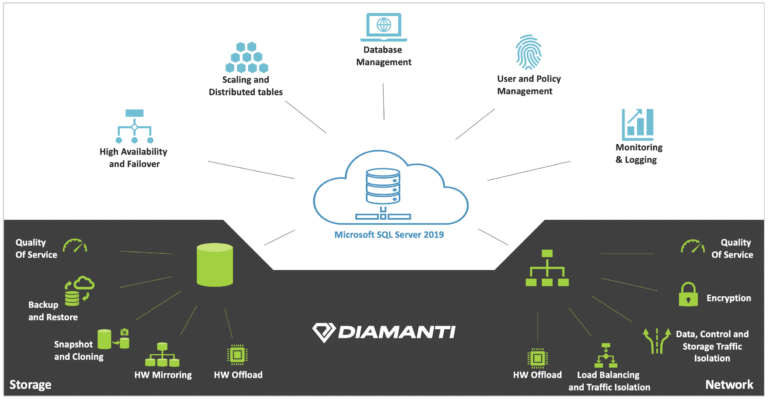 Database
Management
Scaling and
Distributed tables
User and Policy
Management
High Availability
and Failover
Monitoring
& Logging
Microsoft SQL Server 2019
Quality
Of Service
Backup
and Restore
Snapshot
and Cloning
HW Mirroring
HW Offload
Storage
DIAMANTI
Quality
Of Service
Encryption
Data, Control and
Storage Traffic
Isolation
HW Offload
Load Balancing
and Traffic Isolation
Network